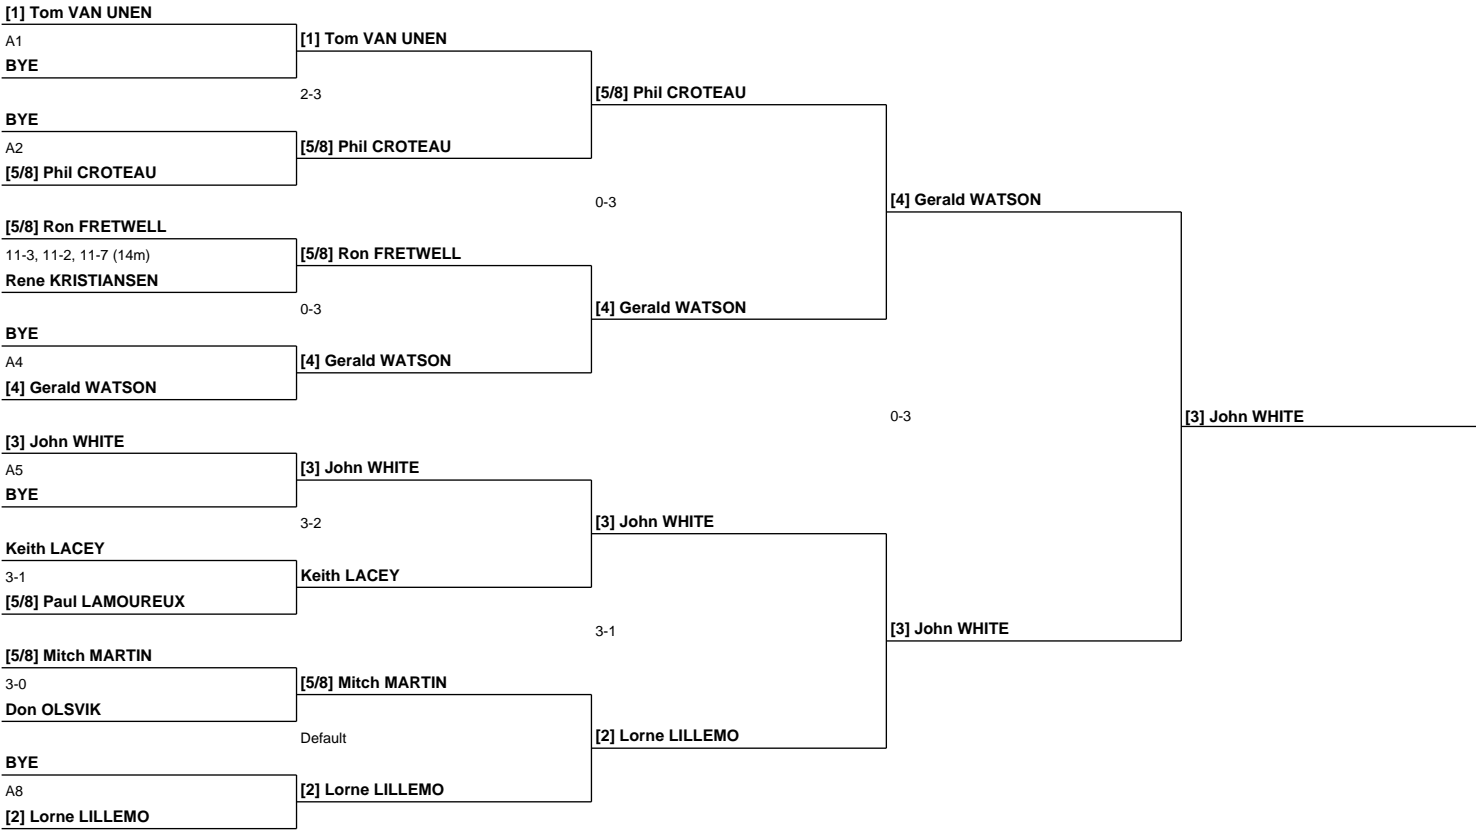 [1] Tom VAN UNEN
A1
BYE
BYE
A2
[5/8] Phil CROTEAU
[5/8] Ron FRETWELL
11-3, 11-2, 11-7 (14m)
Rene KRISTIANSEN
BYE
A4
[4] Gerald WATSON
[3] John WHITE
A5
BYE
Keith LACEY
3-1
[5/8] Paul LAMOUREUX
[5/8] Mitch MARTIN
3-0
Don OLSVIK
BYE
A8
[2] Lorne LILLEMO
[1] Tom VAN UNEN
2-3
[5/8] Phil CROTEAU
[5/8] Ron FRETWELL
0-3
[4] Gerald WATSON
[3] John WHITE
3-2
Keith LACEY
[5/8] Mitch MARTIN
Default
[2] Lorne LILLEMO
[5/8] Phil CROTEAU
0-3
[4] Gerald WATSON
[3] John WHITE
3-1
[2] Lorne LILLEMO
[4] Gerald WATSON
0-3
[3] John WHITE
[3] John WHITE